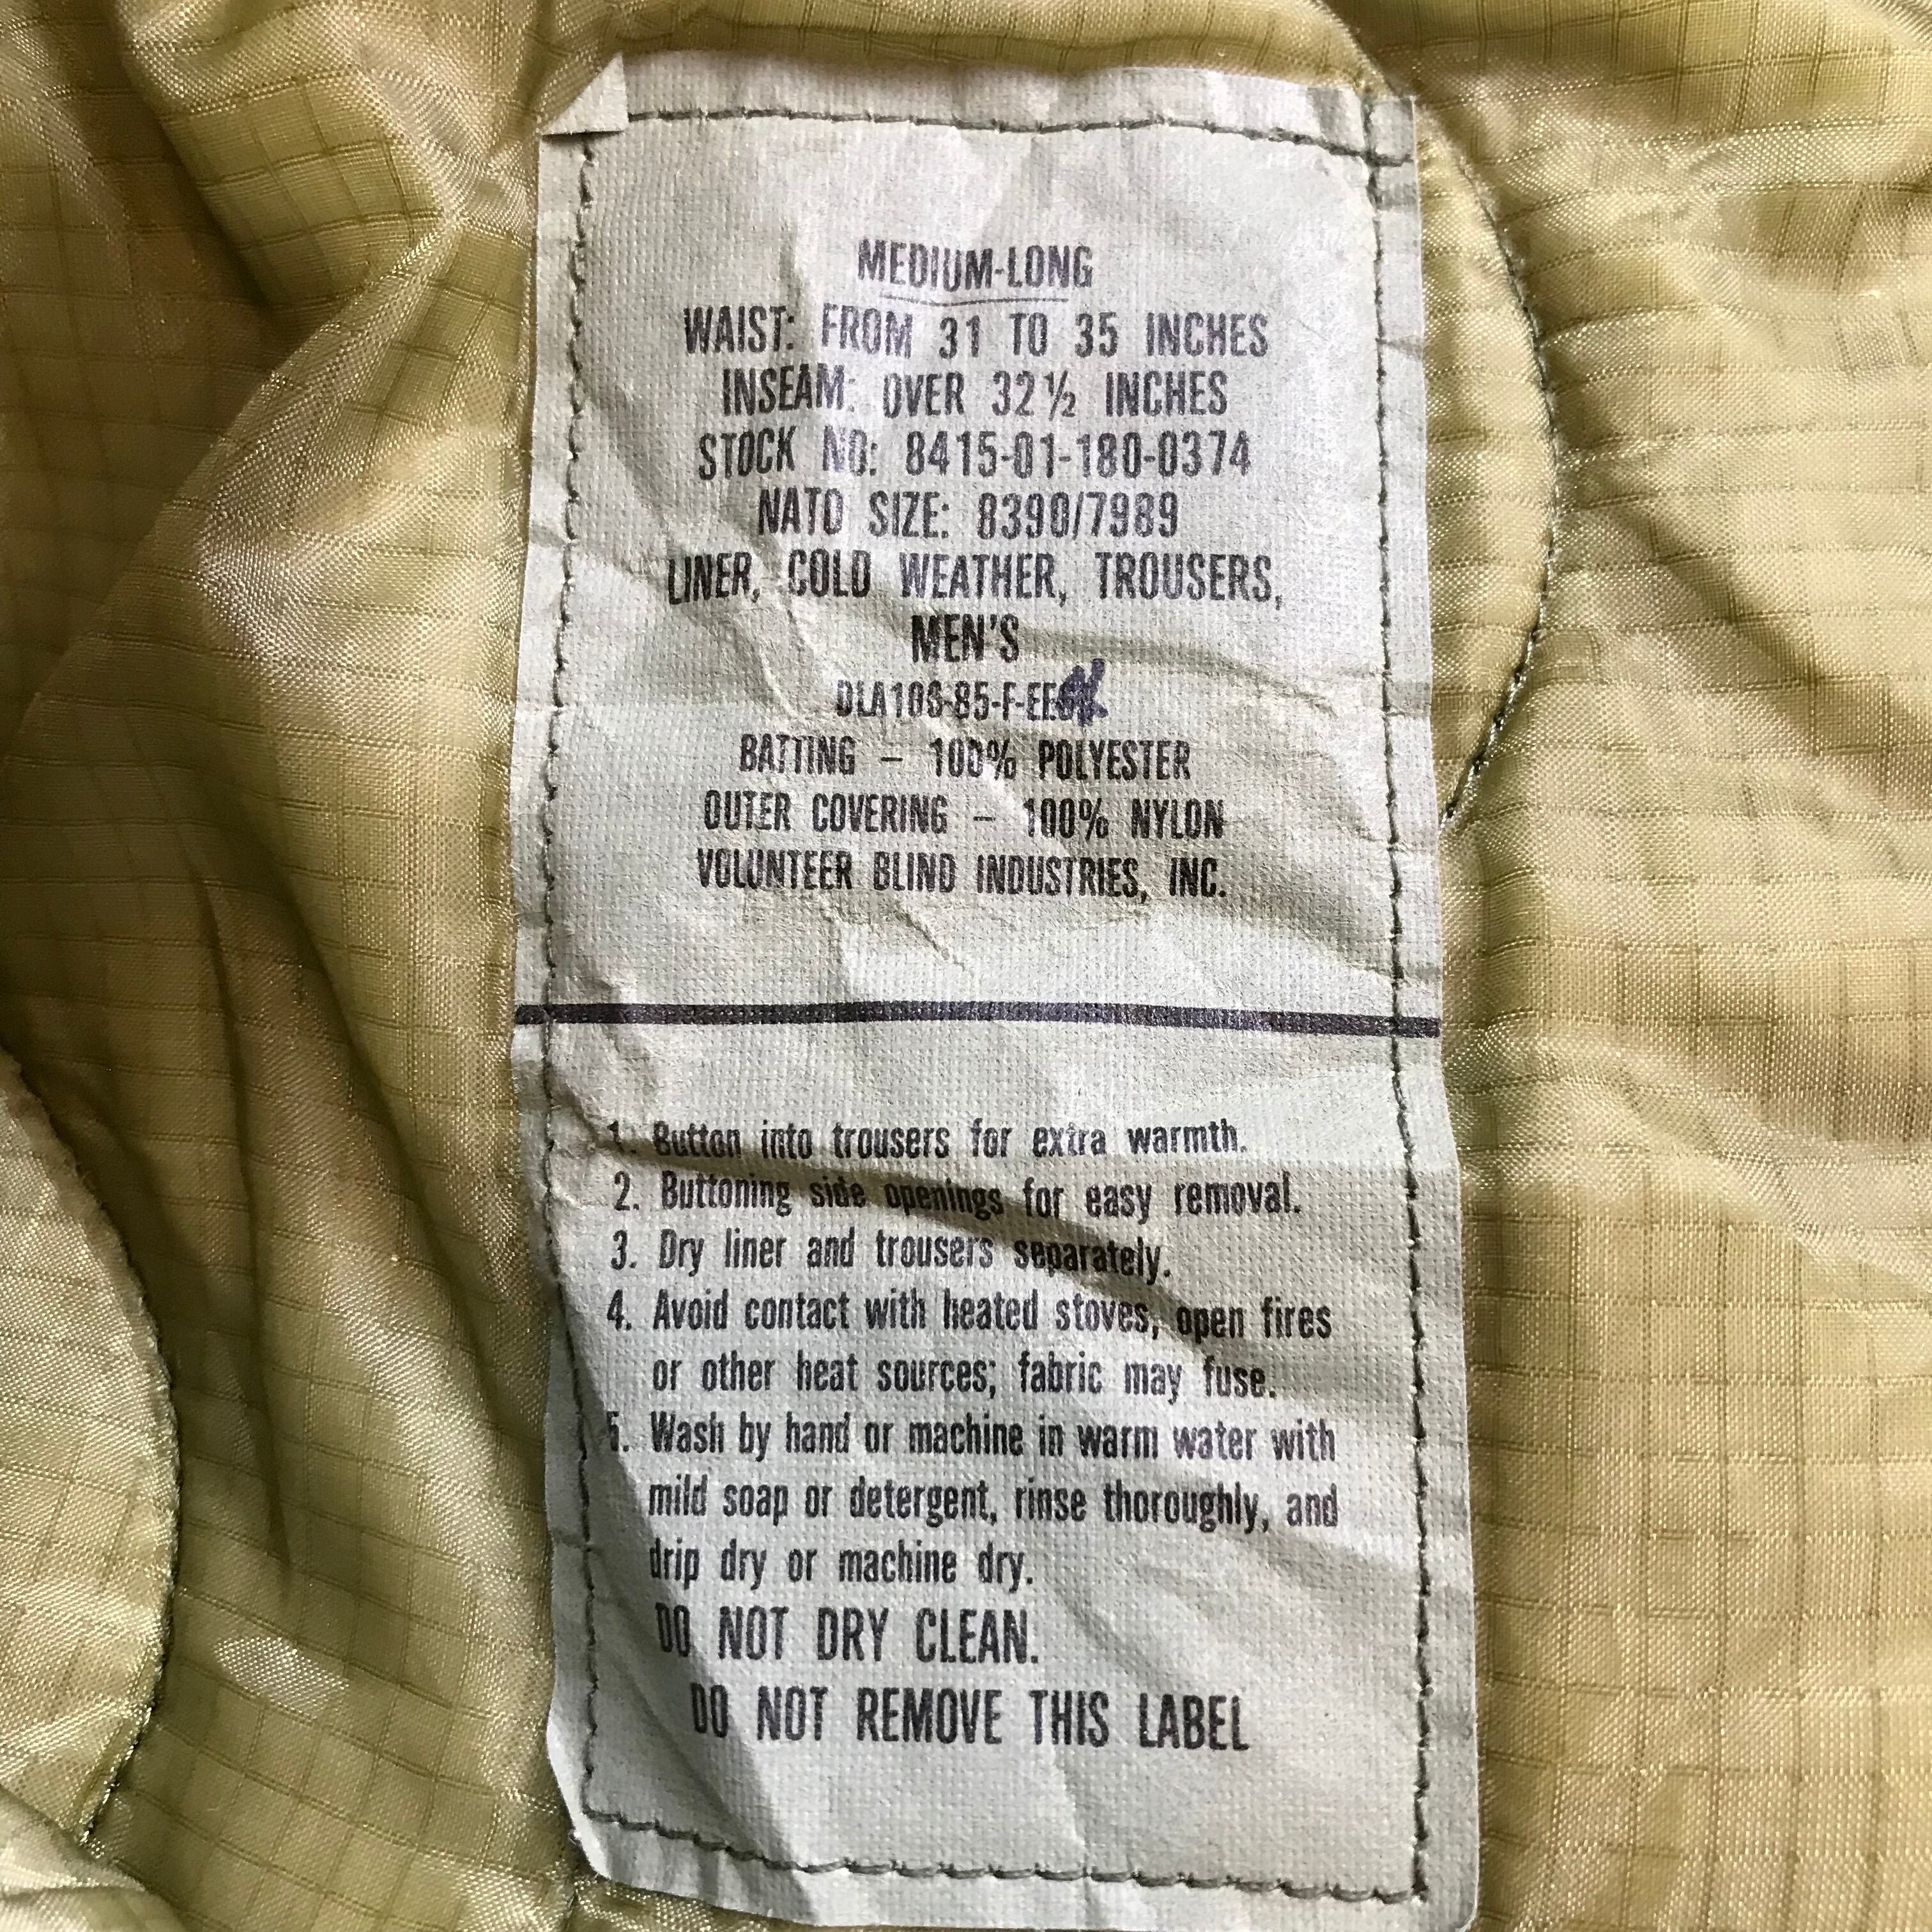 MEDIUM-LONG
WAIST: FROM 31 TO 35 INCHES
INSEAM: OVER 32 ½ INCHES
STOCK NO: 8415-01-180-0374
NATO SIZE: 8390/7989
LINER, COLD WEATHER, TROUSERS,
MEN'S
BATTING – 100% POLYESTER
OUTER COVERING – 100% NYLON
VOLUNTEER BLIND INDUSTRIES, INC.
1. Button into trousers for extra warmth.
2. Buttoning side openings for easy removal.
3. Dry liner and trousers separately.
4. Avoid contact with heated stoves, open fires
or other heat sources; fabric may fuse.
5. Wash by hand or machine in warm water with
mild soap or detergent, rinse thoroughly, and
drip dry or machine dry.
DO NOT DRY CLEAN.
DO NOT REMOVE THIS LABEL